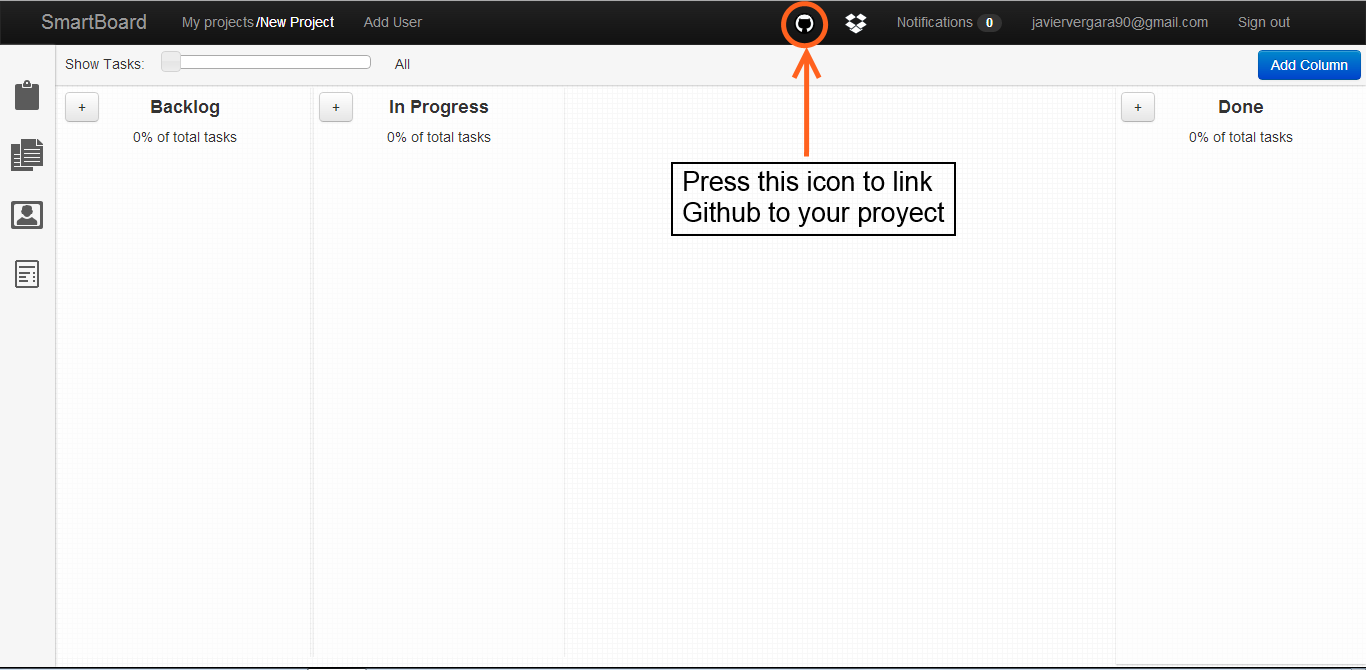 SmartBoard My projects/New Project Add User Notifications 0 javiervergara90@gmail.com Sign out
Show Tasks: All Add Column
+ Backlog + In Progress + Done
0% of total tasks 0% of total tasks 0% of total tasks
Press this icon to link
Github to your proyect